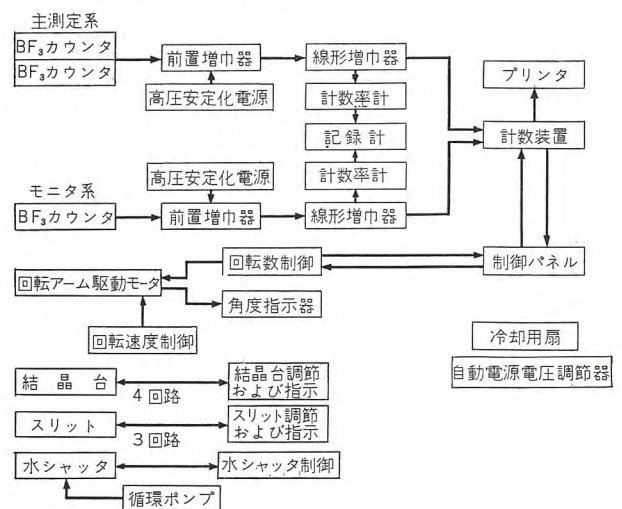 主測定系
BF₃カウンタ
BF₃カウンタ
前置増巾器
線形増巾器
高圧安定化電源
計数率計
プリンタ
記録計
計数装置
モニタ系
高圧安定化電源
計数率計
BF₃カウンタ
前置増巾器
線形増巾器
回転数制御
制御パネル
回転アーム駆動モータ
角度指示器
回転速度制御
冷却用扇
自動電源電圧調節器
結晶台
4回路
結晶台調節
および指示
スリット
3回路
スリット調節
および指示
水シャッタ
水シャッタ制御
循環ポンプ